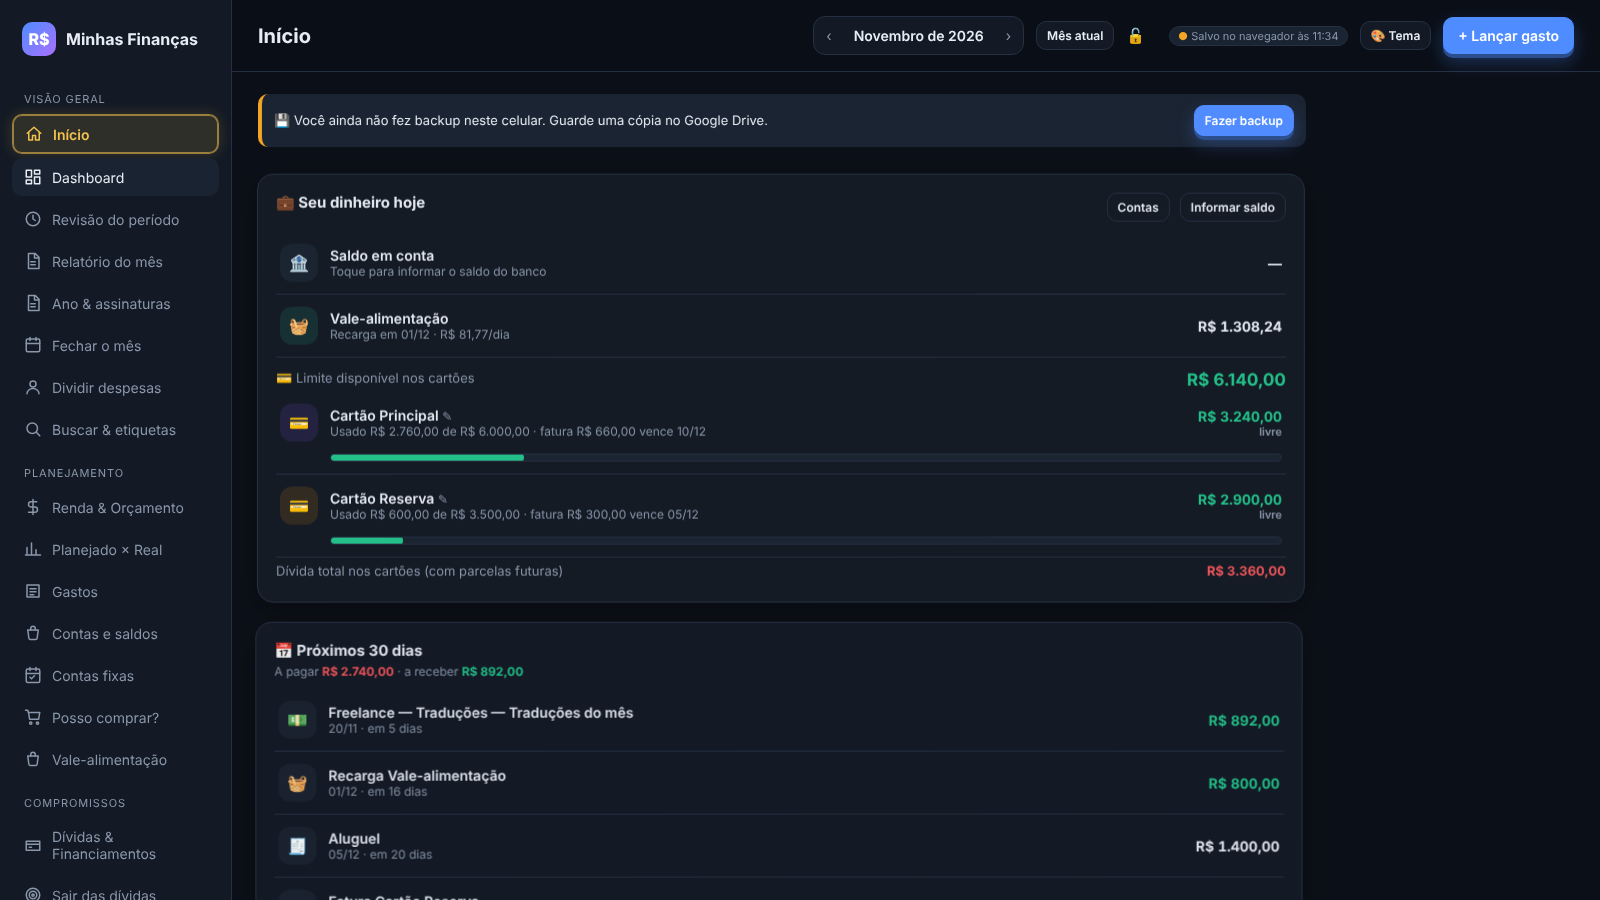 R$ Minhas Finanças
VISÃO GERAL
Início
Dashboard
Revisão do período
Relatório do mês
Ano & assinaturas
Fechar o mês
Dividir despesas
Buscar & etiquetas
PLANEJAMENTO
Renda & Orçamento
Planejado × Real
Gastos
Contas e saldos
Contas fixas
Posso comprar?
Vale-alimentação
COMPROMISSOS
Dívidas &
Financiamentos
Sair das dívidas
Início
‹ Novembro de 2026 ›
Mês atual
Salvo no navegador às 11:34
Tema
+ Lançar gasto
Você ainda não fez backup neste celular. Guarde uma cópia no Google Drive.
Fazer backup
Seu dinheiro hoje
Contas
Informar saldo
Saldo em conta
Toque para informar o saldo do banco
—
Vale-alimentação
Recarga em 01/12 · R$ 81,77/dia
R$ 1.308,24
Limite disponível nos cartões
R$ 6.140,00
Cartão Principal ✎
Usado R$ 2.760,00 de R$ 6.000,00 · fatura R$ 660,00 vence 10/12
R$ 3.240,00
livre
Cartão Reserva ✎
Usado R$ 600,00 de R$ 3.500,00 · fatura R$ 300,00 vence 05/12
R$ 2.900,00
livre
Dívida total nos cartões (com parcelas futuras)
R$ 3.360,00
Próximos 30 dias
A pagar R$ 2.740,00 · a receber R$ 892,00
Freelance — Traduções — Traduções do mês
20/11 · em 5 dias
R$ 892,00
Recarga Vale-alimentação
01/12 · em 16 dias
R$ 800,00
Aluguel
05/12 · em 20 dias
R$ 1.400,00
Fatura Cartão Reserva